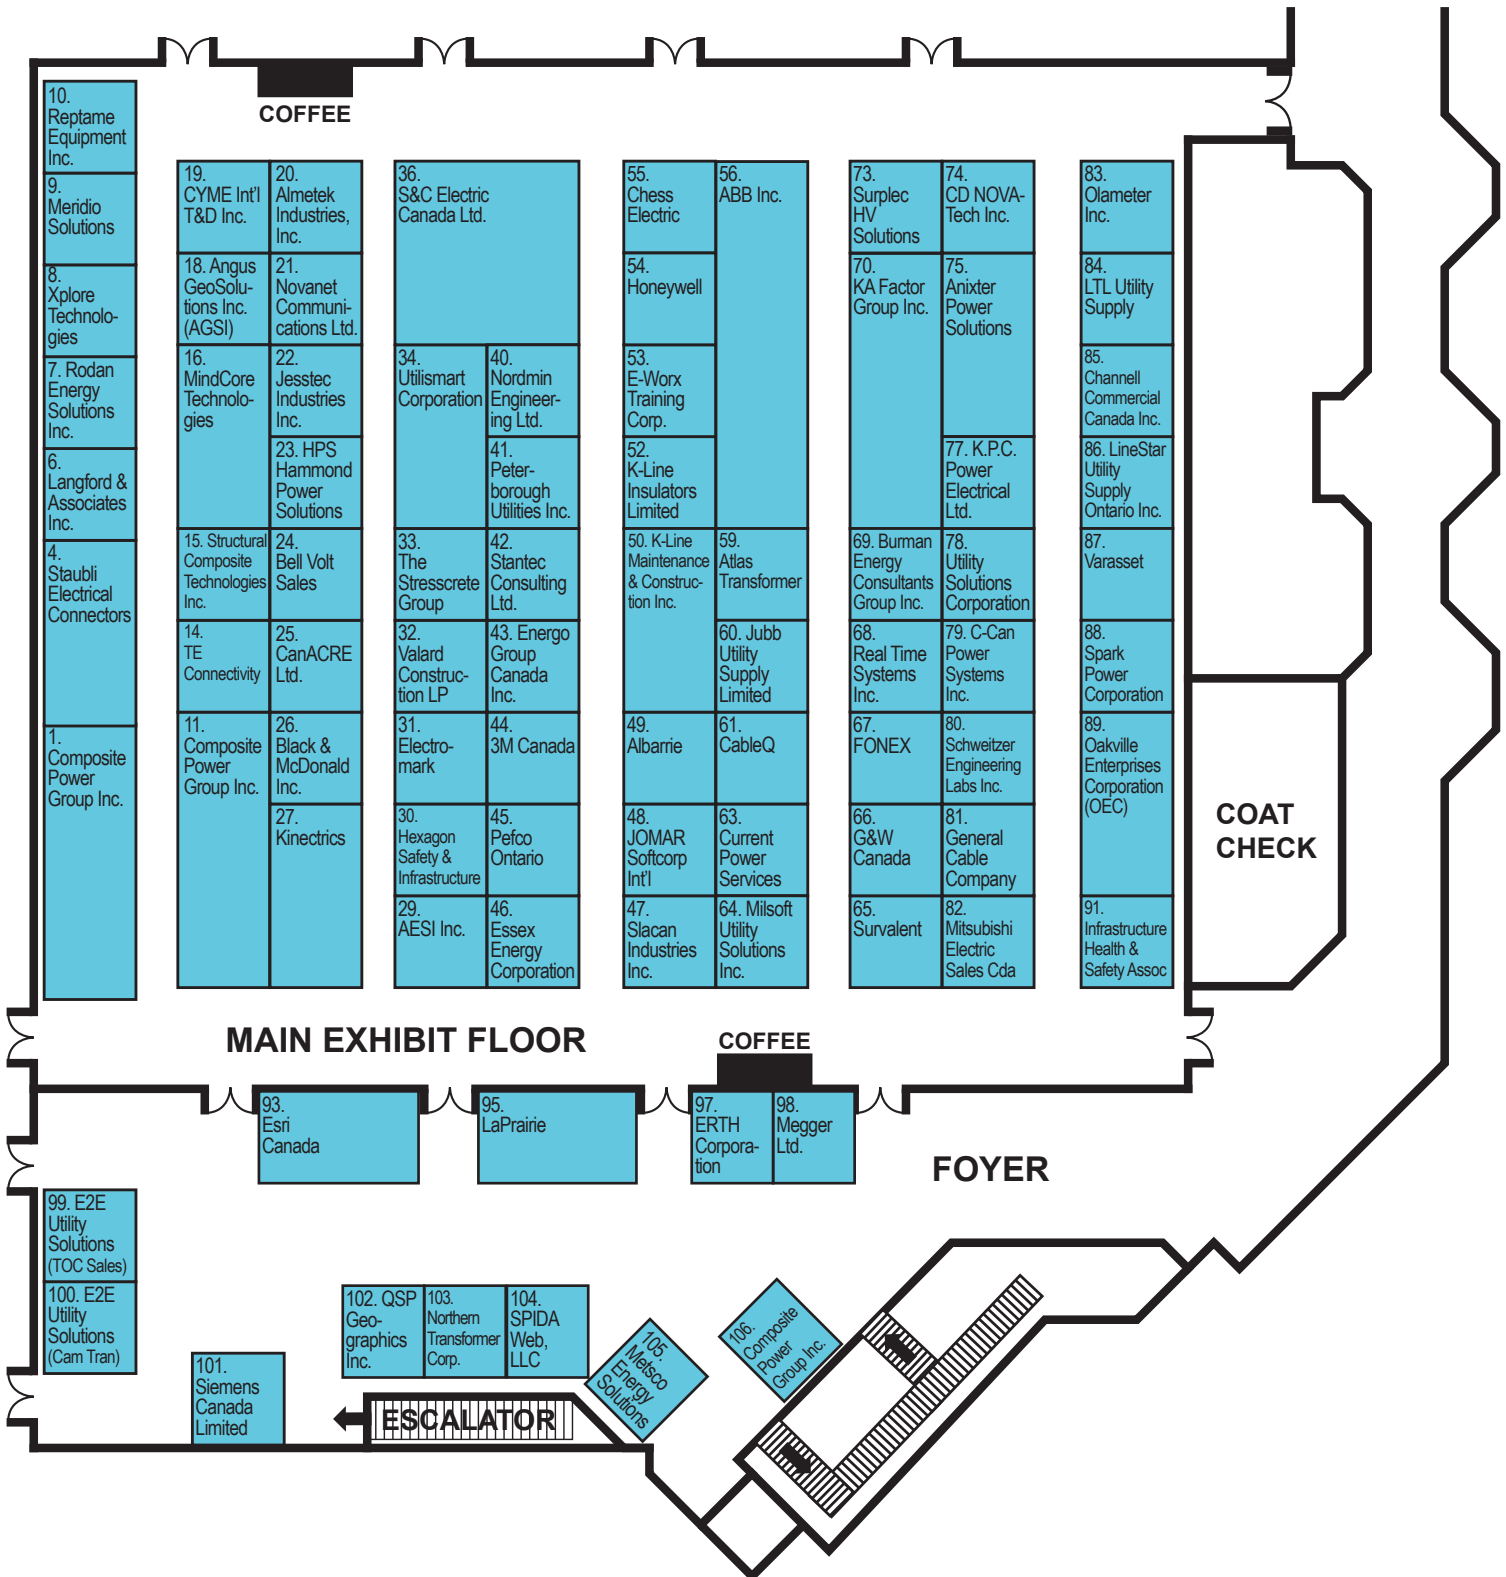 COFFEE
10.
Reptame
Equipment
Inc.
9.
Meridio
Solutions
8.
Xplore
Technolo-
gies
7. Rodan
Energy
Solutions
Inc.
6.
Langford &
Associates
Inc.
4.
Staubli
Electrical
Connectors
1.
Composite
Power
Group Inc.
19.
CYME Int'l
T&D Inc.
18. Angus
GeoSolu-
tions Inc.
(AGSI)
16.
MindCore
Technolo-
gies
15. Structural
Composite
Technologies
Inc.
14.
TE
Connectivity
11.
Composite
Power
Group Inc.
20.
Almetek
Industries,
Inc.
21.
Novanet
Communi-
cations Ltd.
22.
Jesstec
Industries
Inc.
23. HPS
Hammond
Power
Solutions
24.
Bell Volt
Sales
25.
CanACRE
Ltd.
26.
Black &
McDonald
Inc.
27.
Kinectrics
36.
S&C Electric
Canada Ltd.
34.
Utilismart
Corporation
33.
The
Stresscrete
Group
32.
Valard
Construc-
tion LP
31.
Electro-
mark
30.
Hexagon
Safety &
Infrastructure
29.
AESI Inc.
40.
Nordmin
Engineer-
ing Ltd.
41.
Peter-
borough
Utilities Inc.
42.
Stantec
Consulting
Ltd.
43. Energo
Group
Canada
Inc.
44.
3M Canada
45.
Pefco
Ontario
46.
Essex
Energy
Corporation
55.
Chess
Electric
54.
Honeywell
53.
E-Worx
Training
Corp.
52.
K-Line
Insulators
Limited
50. K-Line
Maintenance
& Construc-
tion Inc.
49.
Albarrie
48.
JOMAR
Softcorp
Int'l
47.
Slacan
Industries
Inc.
56.
ABB Inc.
59.
Atlas
Transformer
60. Jubb
Utility
Supply
Limited
61.
CableQ
63.
Current
Power
Services
64. Milsoft
Utility
Solutions
Inc.
73.
Surplec
HV
Solutions
70.
KA Factor
Group Inc.
69. Burman
Energy
Consultants
Group Inc.
68.
Real Time
Systems
Inc.
67.
FONEX
66.
G&W
Canada
65.
Survalent
74.
CD NOVA-
Tech Inc.
75.
Anixter
Power
Solutions
77. K.P.C.
Power
Electrical
Ltd.
78.
Utility
Solutions
Corporation
79. C-Can
Power
Systems
Inc.
80.
Schweitzer
Engineering
Labs Inc.
81.
General
Cable
Company
82.
Mitsubishi
Electric
Sales Cda
83.
Olameter
Inc.
84.
LTL Utility
Supply
85.
Channell
Commercial
Canada Inc.
86. LineStar
Utility
Supply
Ontario Inc.
87.
Varasset
88.
Spark
Power
Corporation
89.
Oakville
Enterprises
Corporation
(OEC)
91.
Infrastructure
Health &
Safety Assoc
COAT
CHECK
MAIN EXHIBIT FLOOR
COFFEE
93.
Esri
Canada
95.
LaPrairie
97.
ERTH
Corpora-
tion
98.
Megger
Ltd.
FOYER
99. E2E
Utility
Solutions
(TOC Sales)
100. E2E
Utility
Solutions
(Cam Tran)
101.
Siemens
Canada
Limited
102. QSP
Geo-
graphics
Inc.
103.
Northern
Transformer
Corp.
104.
SPIDA
Web,
LLC
105.
Metsco
Energy
Solutions
106.
Composite
Power
Group Inc.
ESCALATOR